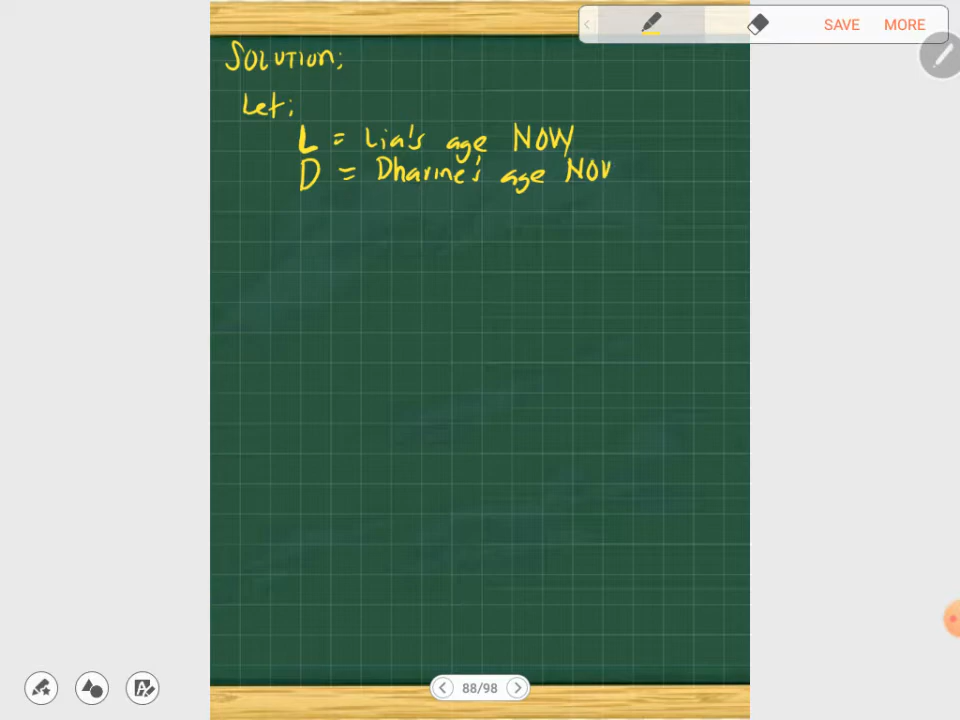 SAVE MORE
SOLUTION;
Let;
L = Lia's age NOW
D = Dharine's age NOV
88/98